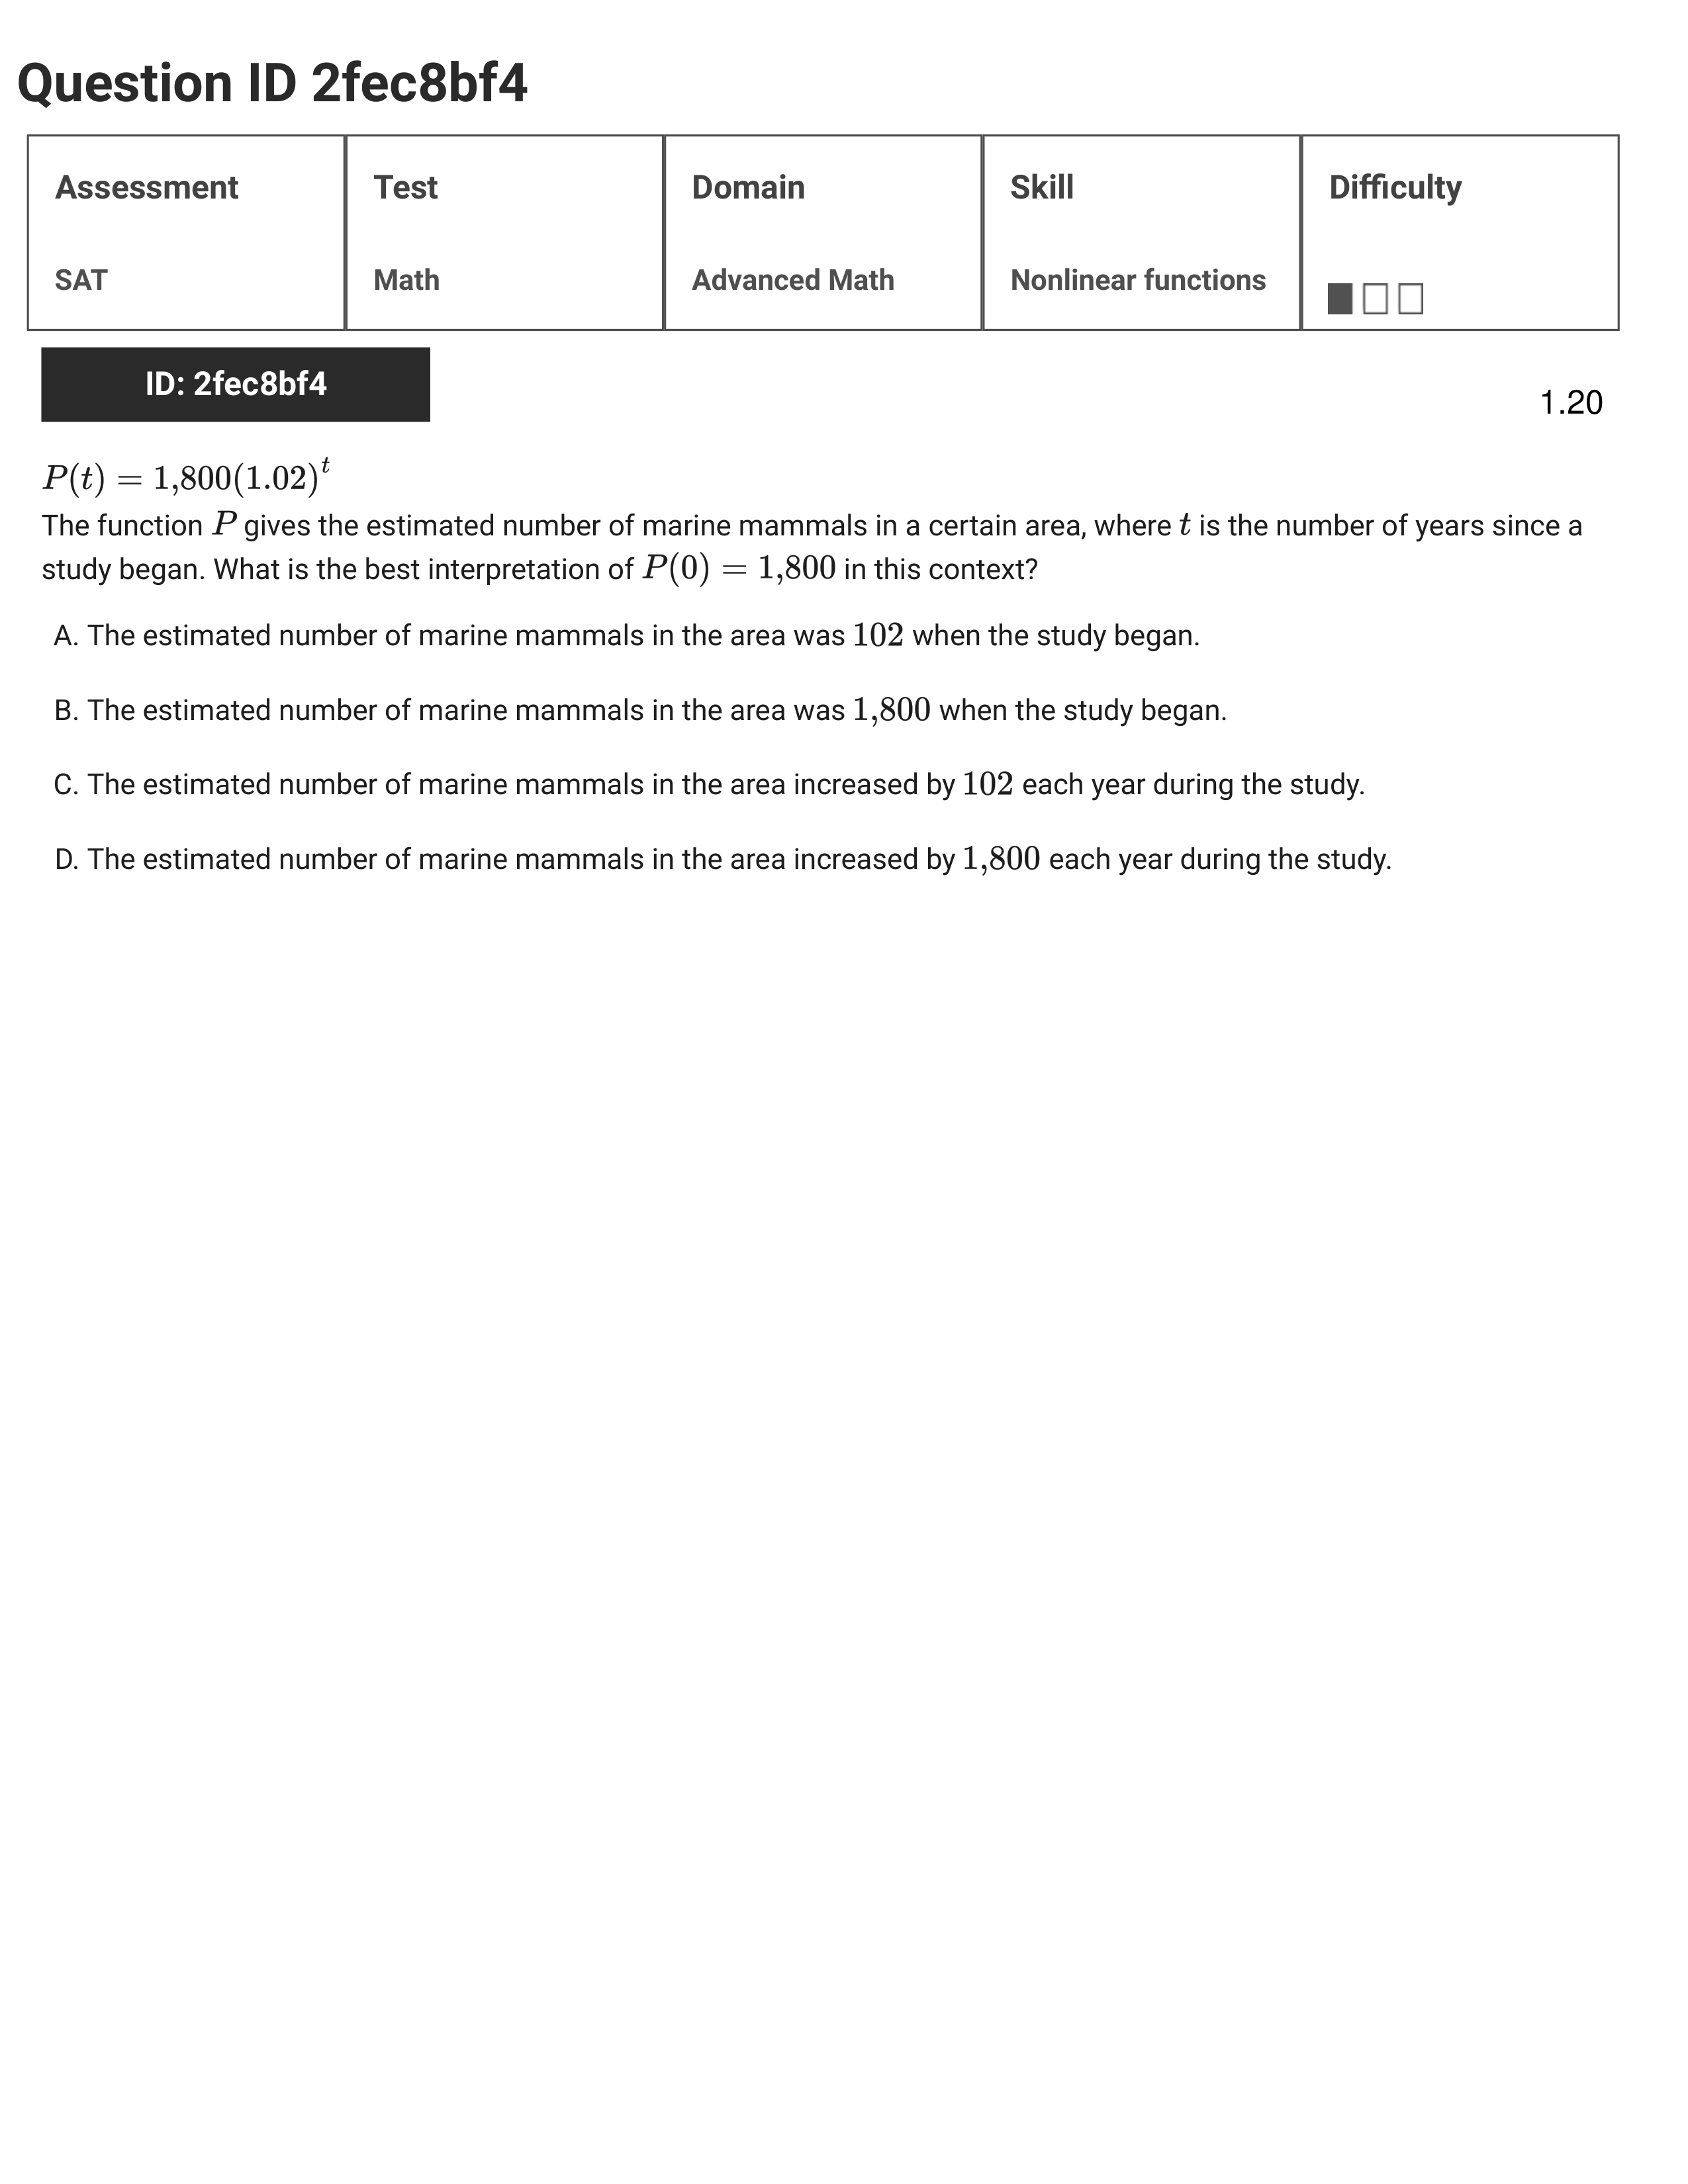 Question ID 2fec8bf4
Assessment Test Domain Skill Difficulty
SAT Math Advanced Math Nonlinear functions
ID: 2fec8bf4
1.20
P(t) = 1,800(1.02)^t
The function P gives the estimated number of marine mammals in a certain area, where t is the number of years since a
study began. What is the best interpretation of P(0) = 1,800 in this context?
A. The estimated number of marine mammals in the area was 102 when the study began.
B. The estimated number of marine mammals in the area was 1,800 when the study began.
C. The estimated number of marine mammals in the area increased by 102 each year during the study.
D. The estimated number of marine mammals in the area increased by 1,800 each year during the study.